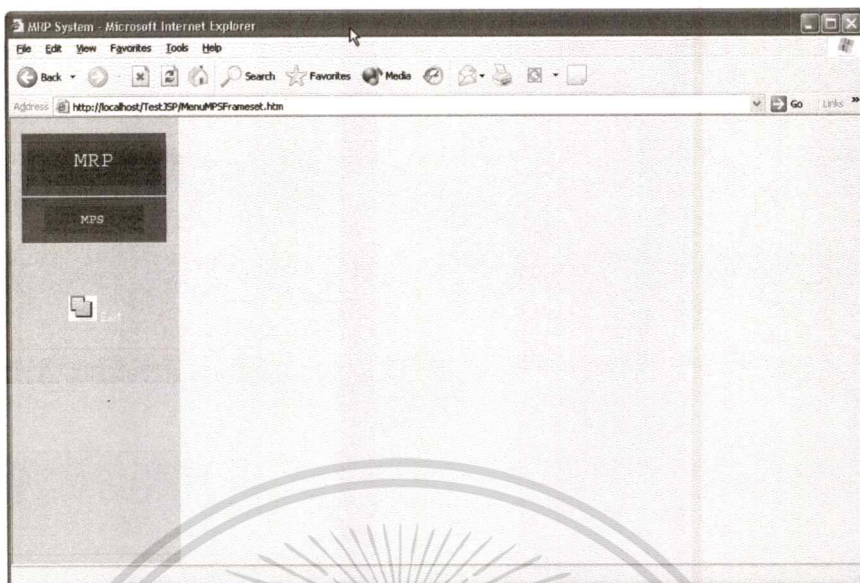 MRP System - Microsoft Internet Explorer
File Edit View Favorites Tools Help
Back Search Favorites Media
Address http://localhost/TestJSP/MenuMPSFrameset.htm Go Links »
MRP
MPS
Exit